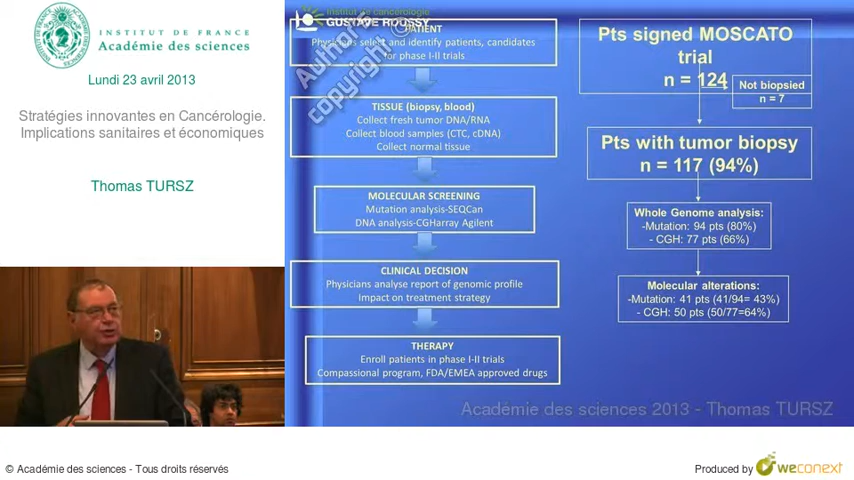 INSTITUT DE FRANCE
Académie des sciences
Lundi 23 avril 2013
Stratégies innovantes en Cancérologie.
Implications sanitaires et économiques
Thomas TURSZ
institut de cancérologie
GUSTAVE ROUSSY
PATIENT
Physicians select and identify patients, candidates
for phase I-II trials
TISSUE (biopsy, blood)
Collect fresh tumor DNA/RNA
Collect blood samples (CTC, cDNA)
Collect normal tissue
MOLECULAR SCREENING
Mutation analysis-SEQCan
DNA analysis-CGHarray Agilent
CLINICAL DECISION
Physicians analyse report of genomic profile
Impact on treatment strategy
THERAPY
Enroll patients in phase I-II trials
Compassional program, FDA/EMEA approved drugs
Pts signed MOSCATO
trial
n = 124
Not biopsied
n = 7
Pts with tumor biopsy
n = 117 (94%)
Whole Genome analysis:
-Mutation: 94 pts (80%)
- CGH: 77 pts (66%)
Molecular alterations:
-Mutation: 41 pts (41/94= 43%)
- CGH: 50 pts (50/77=64%)
copyright
Académie des sciences 2013 - Thomas TURSZ
© Académie des sciences - Tous droits réservés
Produced by weconext